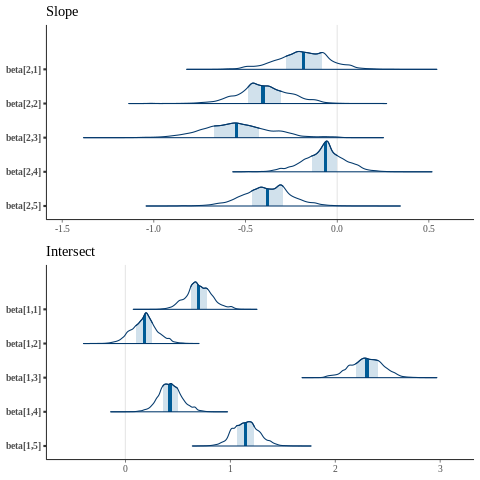 Slope
beta[2,1]
beta[2,2]
beta[2,3]
beta[2,4]
beta[2,5]
-1.5 -1.0 -0.5 0.0 0.5
Intersect
beta[1,1]
beta[1,2]
beta[1,3]
beta[1,4]
beta[1,5]
0 1 2 3